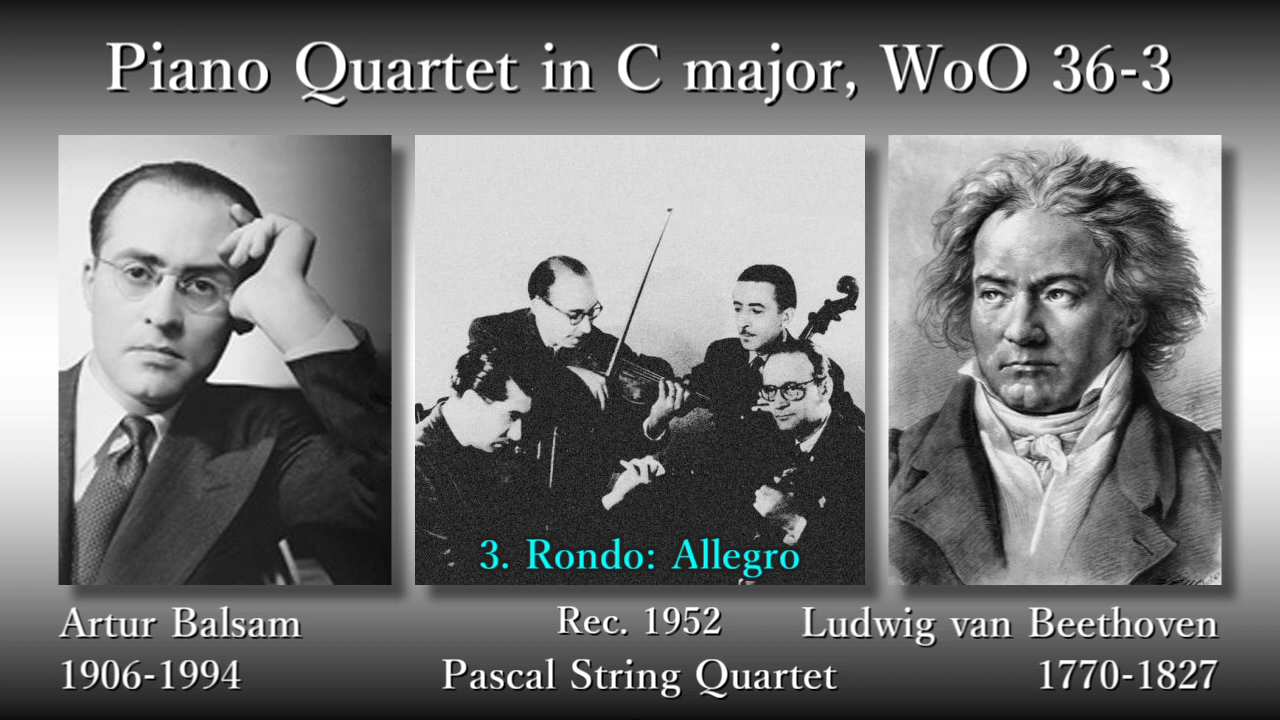 Piano Quartet in C major, WoO 36-3
3. Rondo: Allegro
Artur Balsam
1906-1994
Rec. 1952
Pascal String Quartet
Ludwig van Beethoven
1770-1827